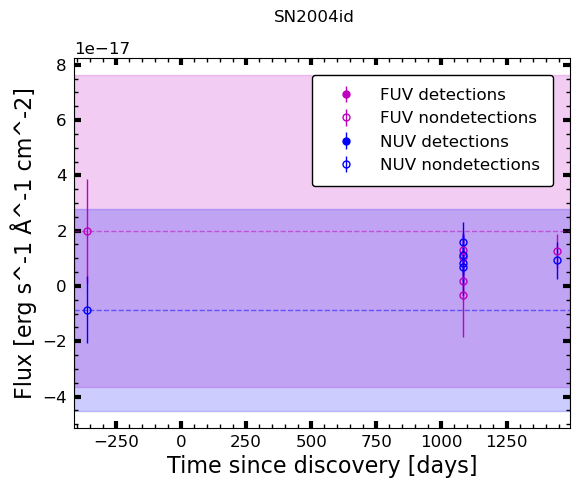 SN2004id
1e−17
8
6
4
2
0
−2
−4
Flux [erg s^-1 Å^-1 cm^-2]
FUV detections
FUV nondetections
NUV detections
NUV nondetections
−250
0
250
500
750
1000
1250
Time since discovery [days]